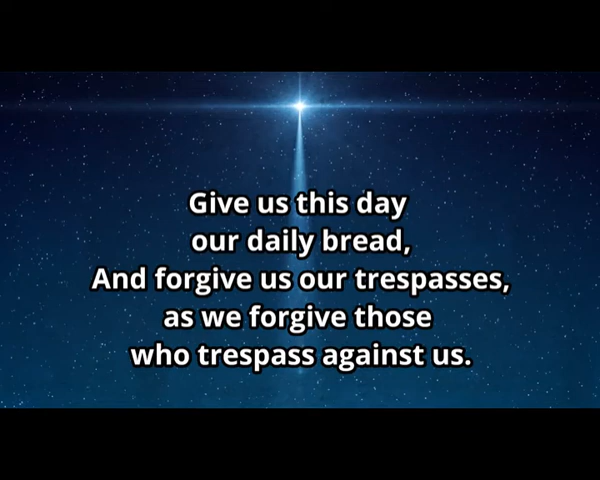 Give us this day
our daily bread,
And forgive us our trespasses,
as we forgive those
who trespass against us.